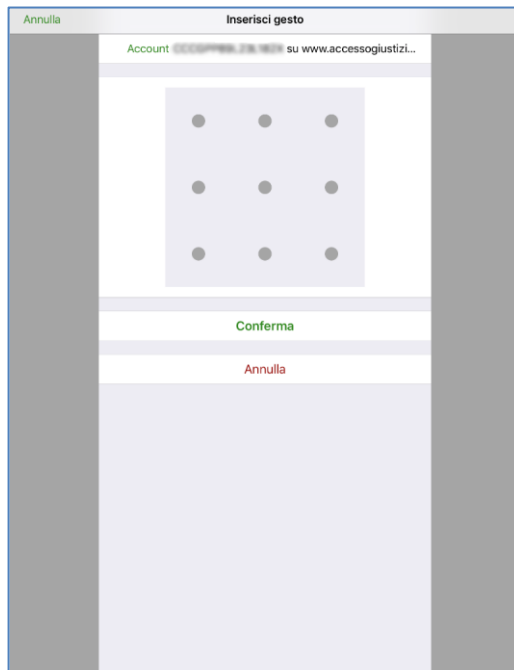 Annulla
Inserisci gesto
Account su www.accessogiustizi...
Conferma
Annulla